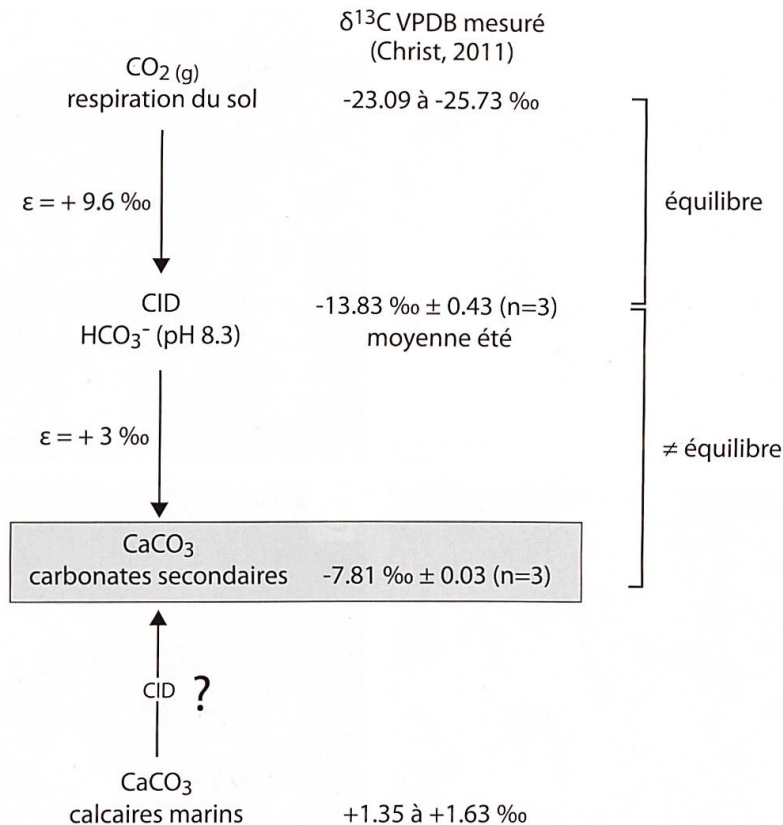 δ¹³C VPDB mesuré
(Christ, 2011)
CO₂ (g)
respiration du sol
-23.09 à -25.73 ‰
ε = + 9.6 ‰
équilibre
CID
HCO₃⁻ (pH 8.3)
-13.83 ‰ ± 0.43 (n=3)
moyenne été
ε = + 3 ‰
≠ équilibre
CaCO₃
carbonates secondaires
-7.81 ‰ ± 0.03 (n=3)
CID ?
CaCO₃
calcaires marins
+1.35 à +1.63 ‰